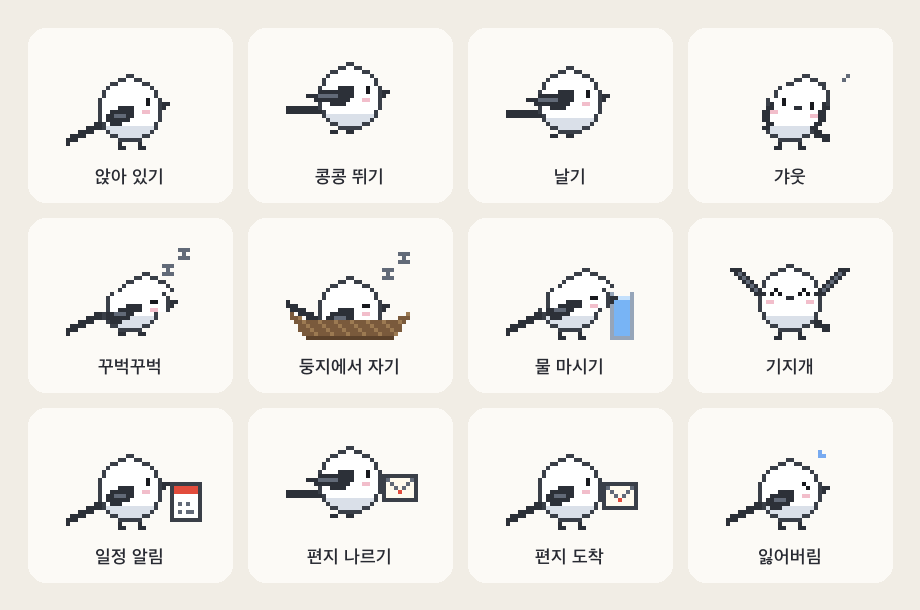 앉아 있기
콩콩 뛰기
날기
갸웃
꾸벅꾸벅
둥지에서 자기
물 마시기
기지개
일정 알림
편지 나르기
편지 도착
잃어버림